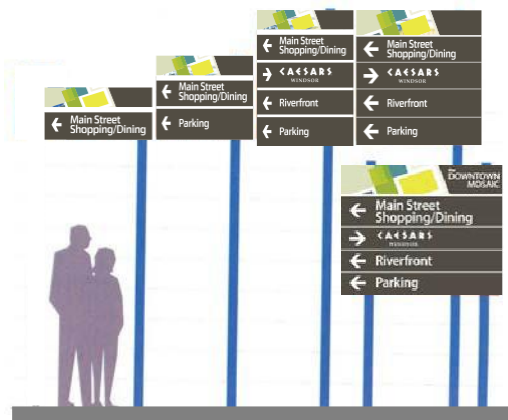 Main Street
Shopping/Dining
Main Street
Shopping/Dining
Parking
Main Street
Shopping/Dining
CAESARS
WINDSOR
Riverfront
Parking
Main Street
Shopping/Dining
CAESARS
WINDSOR
Riverfront
Parking
DOWNTOWN
MOSAIC
Main Street
Shopping/Dining
CAESARS
WINDSOR
Riverfront
Parking